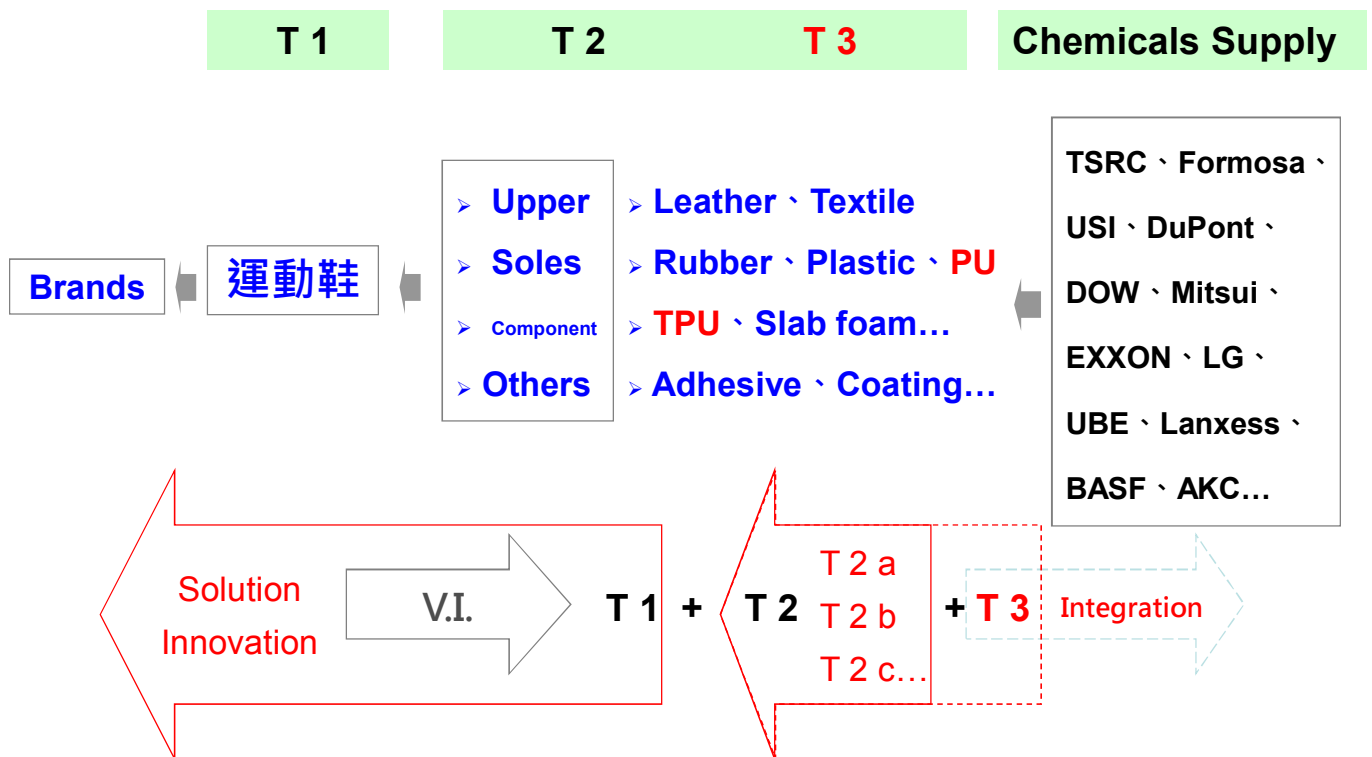 T 1
T 2
T 3
Chemicals Supply
Brands
運動鞋
➢ Upper
➢ Soles
➢ Component
➢ Others
➢ Leather、Textile
➢ Rubber、Plastic、PU
➢ TPU、Slab foam…
➢ Adhesive、Coating…
TSRC、Formosa、
USI、DuPont、
DOW、Mitsui、
EXXON、LG、
UBE、Lanxess、
BASF、AKC…
Solution
Innovation
V.I.
T 1 + T 2
T 2 a
T 2 b
T 2 c…
+ T 3
Integration